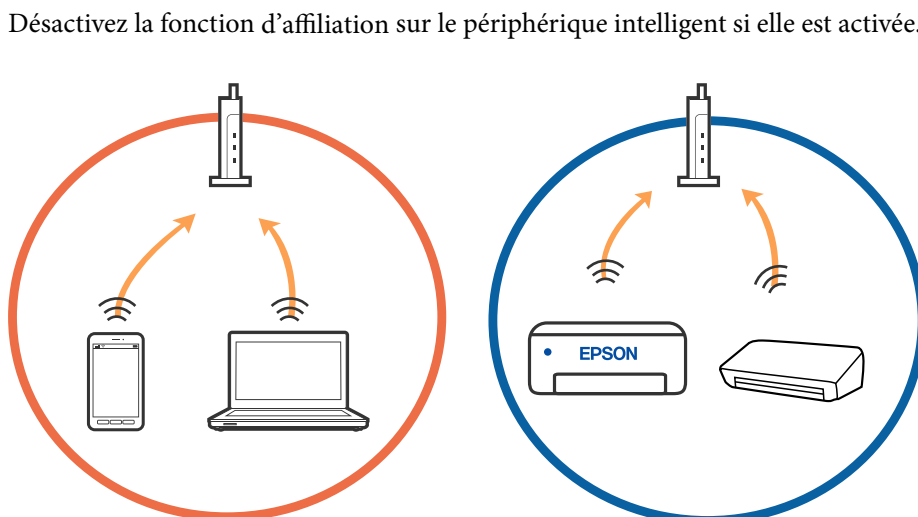 Désactivez la fonction d'affiliation sur le périphérique intelligent si elle est activée.
EPSON